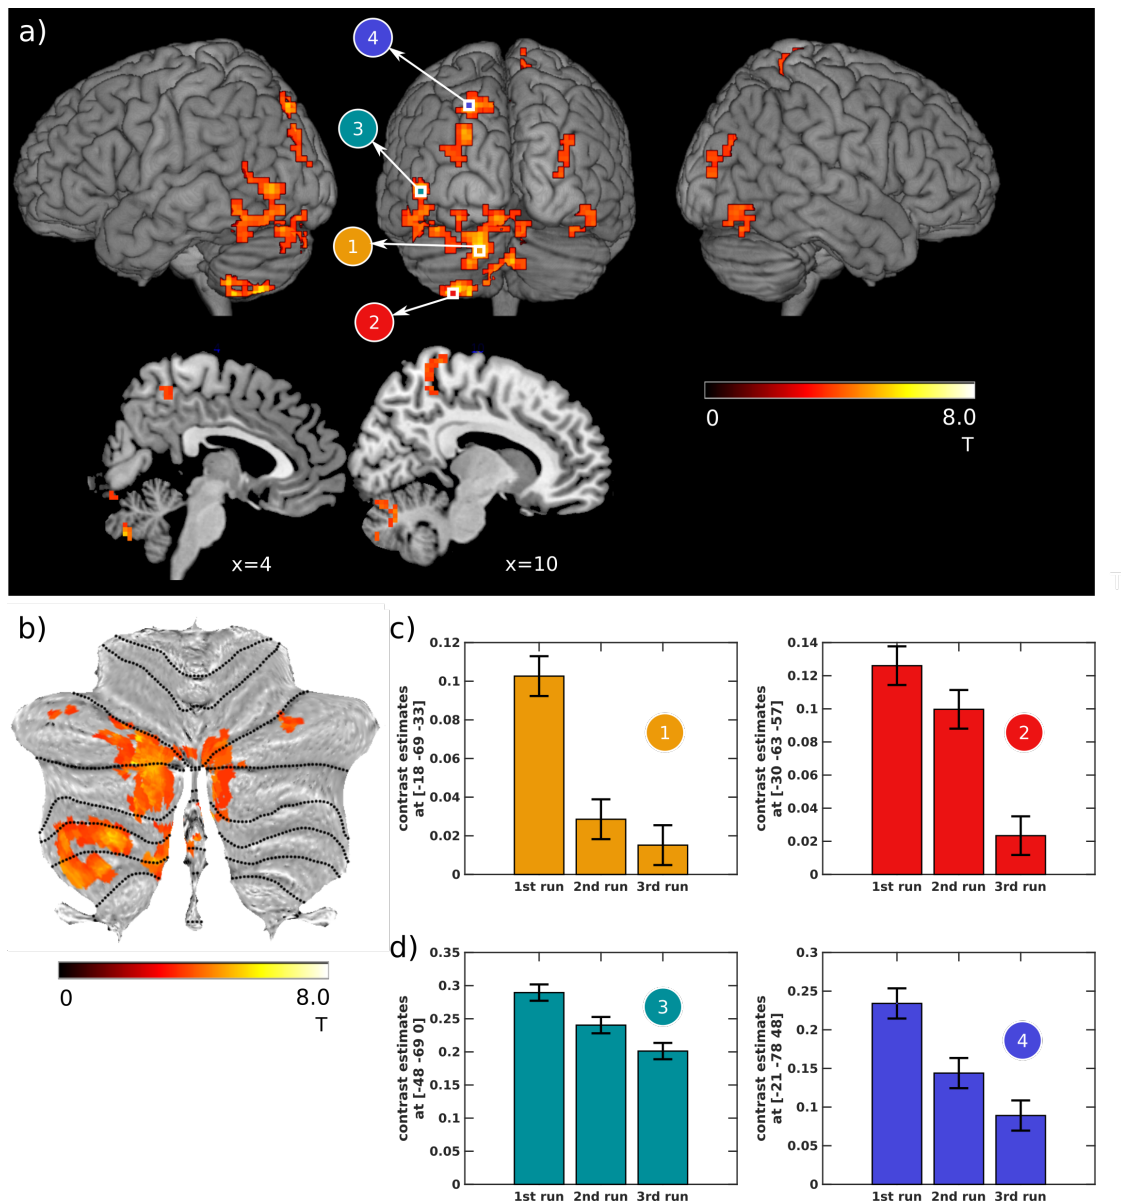 a)
4
3
1
2
0 8.0
T
x=4 x=10
T
b)
0 8.0
T
c)
contrast estimates
at [-18 -69 -33]
0.12
0.1
0.08
0.06
0.04
0.02
0
1
1st run 2nd run 3rd run
contrast estimates
at [-30 -63 -57]
0.14
0.12
0.1
0.08
0.06
0.04
0.02
0
2
1st run 2nd run 3rd run
d)
contrast estimates
at [-48 -69 0]
0.35
0.3
0.25
0.2
0.15
0.1
0.05
0
3
1st run 2nd run 3rd run
contrast estimates
at [-21 -78 48]
0.3
0.25
0.2
0.15
0.1
0.05
0
4
1st run 2nd run 3rd run